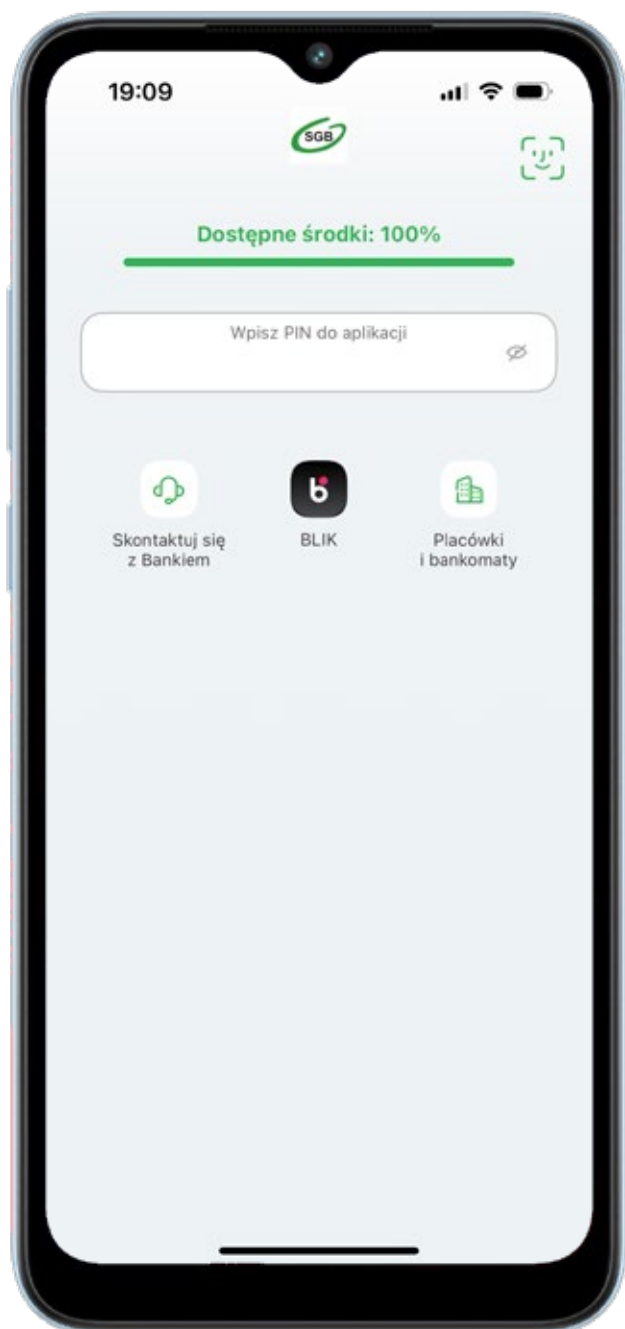 19:09
SGB
Dostępne środki: 100%
Wpisz PIN do aplikacji
Skontaktuj się
z Bankiem
BLIK
Placówki
i bankomaty